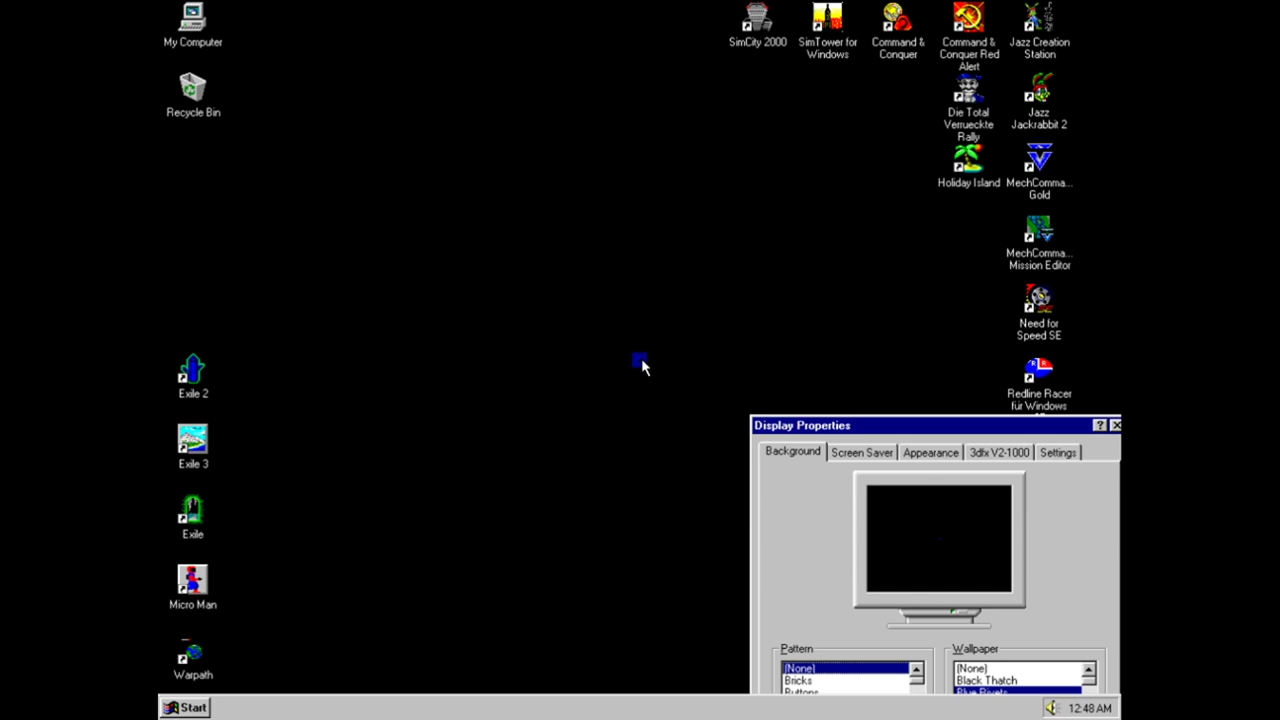 My Computer
Recycle Bin
Exile 2
Exile 3
Exile
Micro Man
Warpath
SimCity 2000
SimTower for
Windows
Command &
Conquer
Command &
Conquer Red
Alert
Jazz Creation
Station
Die Total
Verrueckte
Rally
Jazz
Jackrabbit 2
Holiday Island
MechComma...
Gold
MechComma...
Mission Editor
Need for
Speed SE
Redline Racer
für Windows
Display Properties
Background
Screen Saver
Appearance
3dfx V2-1000
Settings
Pattern
(None)
Bricks
Buttons
Wallpaper
(None)
Black Thatch
Blue Rivets
Start
12:48 AM